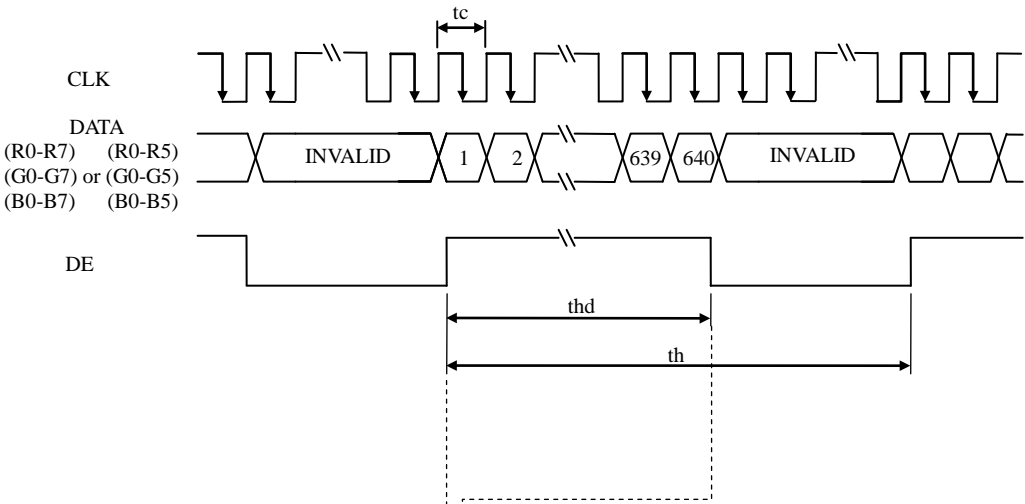 tc
CLK
DATA
(R0-R7) (R0-R5)
(G0-G7) or (G0-G5)
(B0-B7) (B0-B5)
INVALID
1
2
639
640
INVALID
DE
thd
th